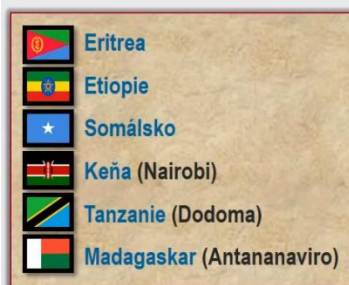 Eritrea
Etiopie
Somálsko
Keňa (Nairobi)
Tanzanie (Dodoma)
Madagaskar (Antananaviro)